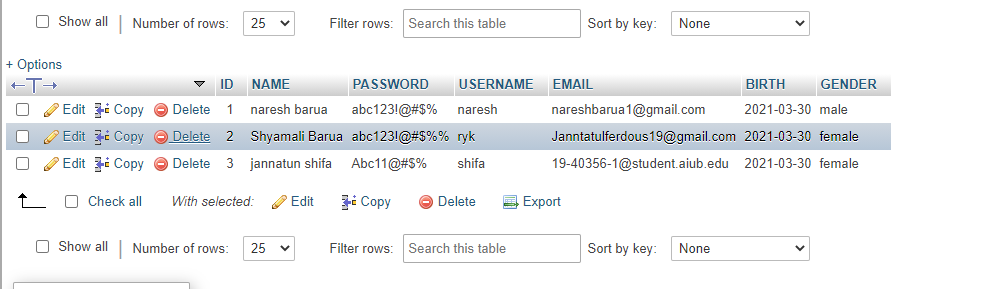 Show all Number of rows: 25 Filter rows: Search this table Sort by key: None
+ Options
ID NAME PASSWORD USERNAME EMAIL BIRTH GENDER
Edit Copy Delete 1 naresh barua abc123!@#$% naresh nareshbarua1@gmail.com 2021-03-30 male
Edit Copy Delete 2 Shyamali Barua abc123!@#$%% ryk Janntatulferdous19@gmail.com 2021-03-30 female
Edit Copy Delete 3 jannatun shifa Abc11@#$% shifa 19-40356-1@student.aiub.edu 2021-03-30 female
Check all With selected: Edit Copy Delete Export
Show all Number of rows: 25 Filter rows: Search this table Sort by key: None